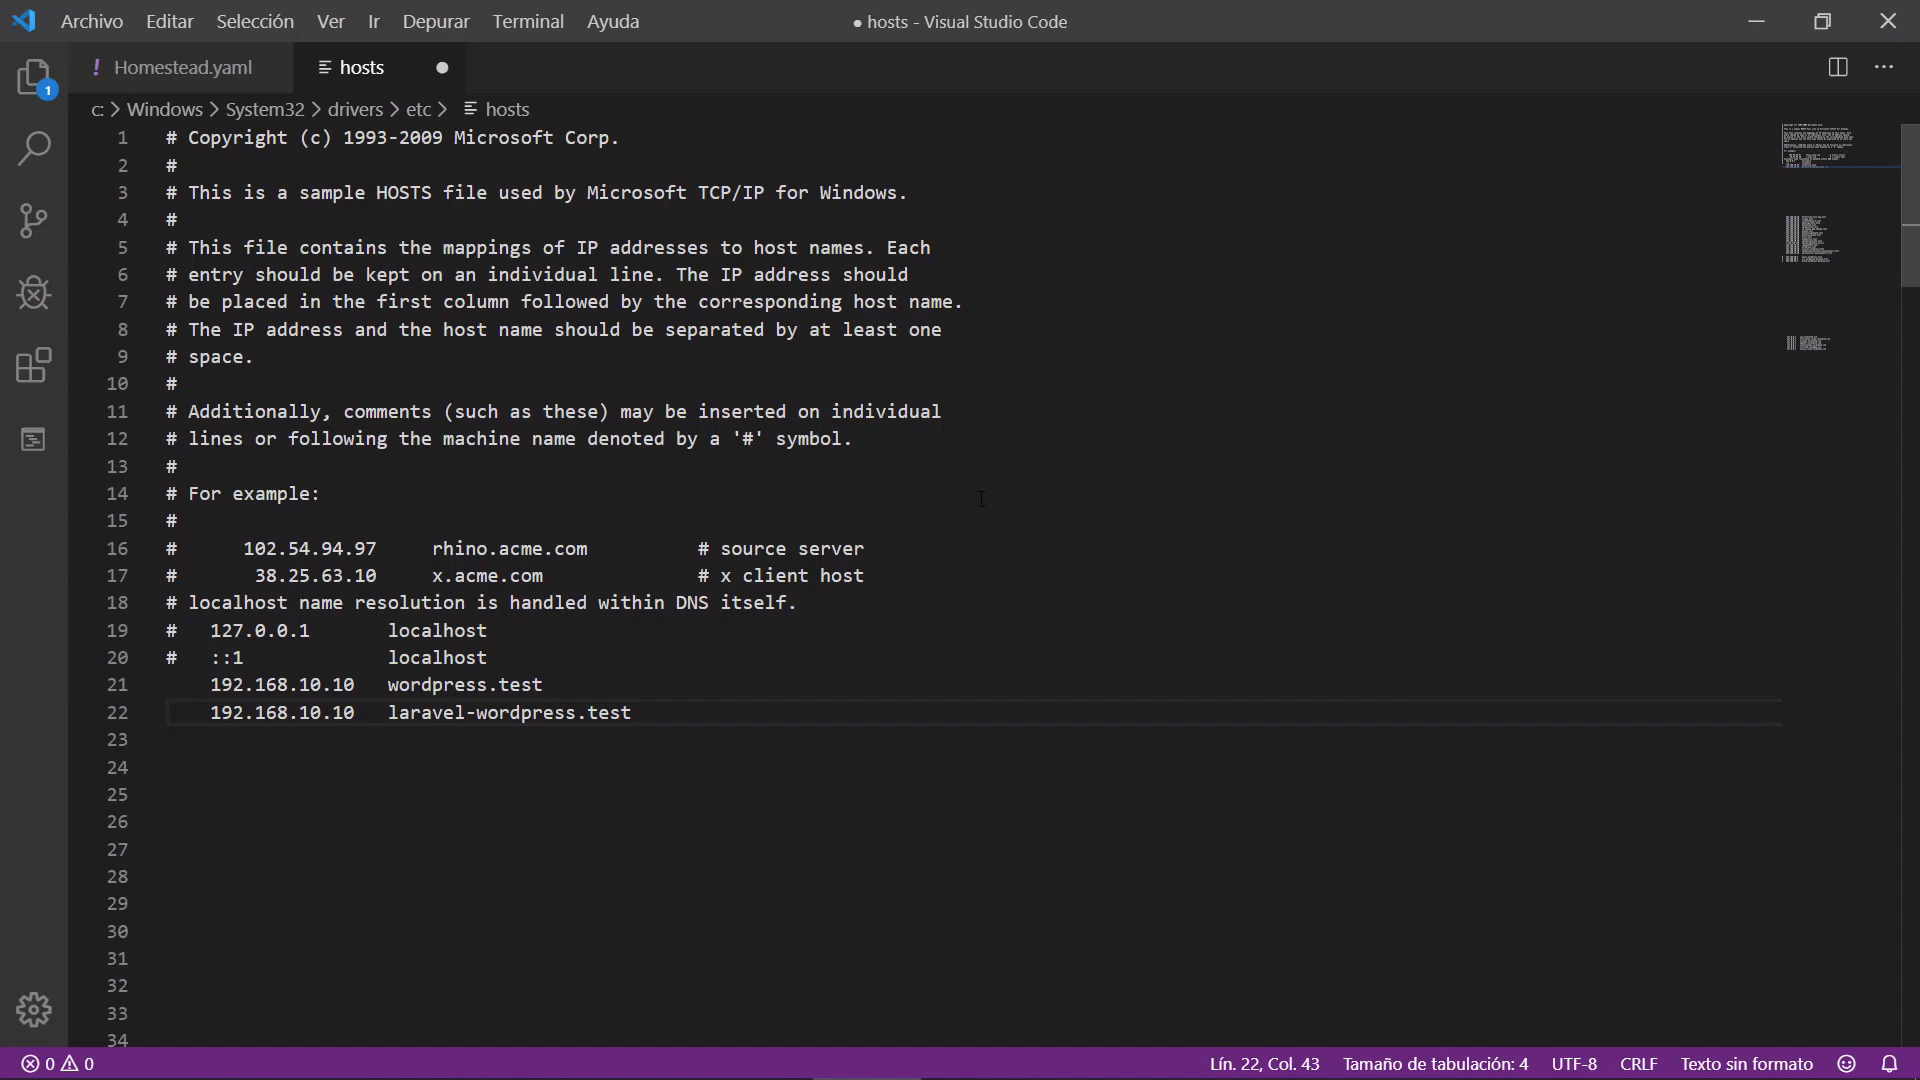 Archivo Editar Selección Ver Ir Depurar Terminal Ayuda ● hosts - Visual Studio Code
! Homestead.yaml hosts ●
c: > Windows > System32 > drivers > etc > hosts
1
1 # Copyright (c) 1993-2009 Microsoft Corp.
2 #
3 # This is a sample HOSTS file used by Microsoft TCP/IP for Windows.
4 #
5 # This file contains the mappings of IP addresses to host names. Each
6 # entry should be kept on an individual line. The IP address should
7 # be placed in the first column followed by the corresponding host name.
8 # The IP address and the host name should be separated by at least one
9 # space.
10 #
11 # Additionally, comments (such as these) may be inserted on individual
12 # lines or following the machine name denoted by a '#' symbol.
13 #
14 # For example:
15 #
16 # 102.54.94.97 rhino.acme.com # source server
17 # 38.25.63.10 x.acme.com # x client host
18 # localhost name resolution is handled within DNS itself.
19 # 127.0.0.1 localhost
20 # ::1 localhost
21 192.168.10.10 wordpress.test
22 192.168.10.10 laravel-wordpress.test
23
24
25
26
27
28
29
30
31
32
33
34
0 0 Lín. 22, Col. 43 Tamaño de tabulación: 4 UTF-8 CRLF Texto sin formato